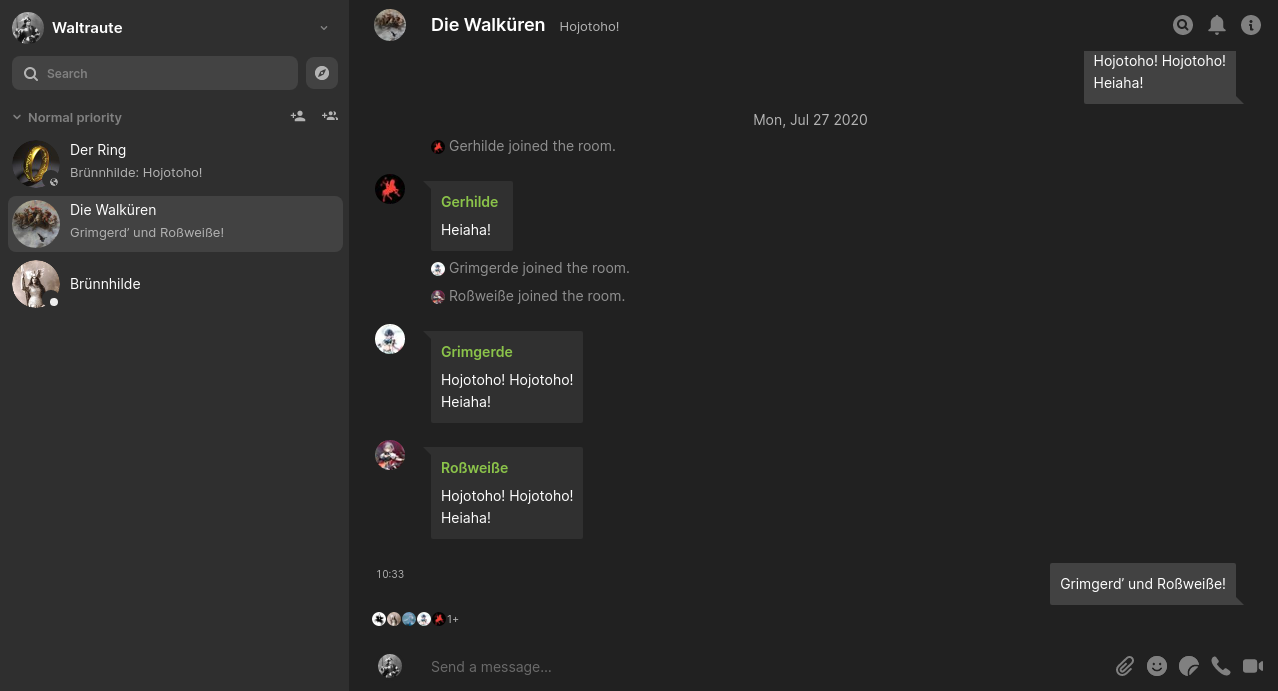 Waltraute
Search
Normal priority
Der Ring
Brünnhilde: Hojotoho!
Die Walküren
Grimgerd’ und Roßweiße!
Brünnhilde
Die Walküren Hojotoho!
Hojotoho! Hojotoho!
Heiaha!
Mon, Jul 27 2020
Gerhilde joined the room.
Gerhilde
Heiaha!
Grimgerde joined the room.
Roßweiße joined the room.
Grimgerde
Hojotoho! Hojotoho!
Heiaha!
Roßweiße
Hojotoho! Hojotoho!
Heiaha!
10:33
Grimgerd’ und Roßweiße!
1+
Send a message…